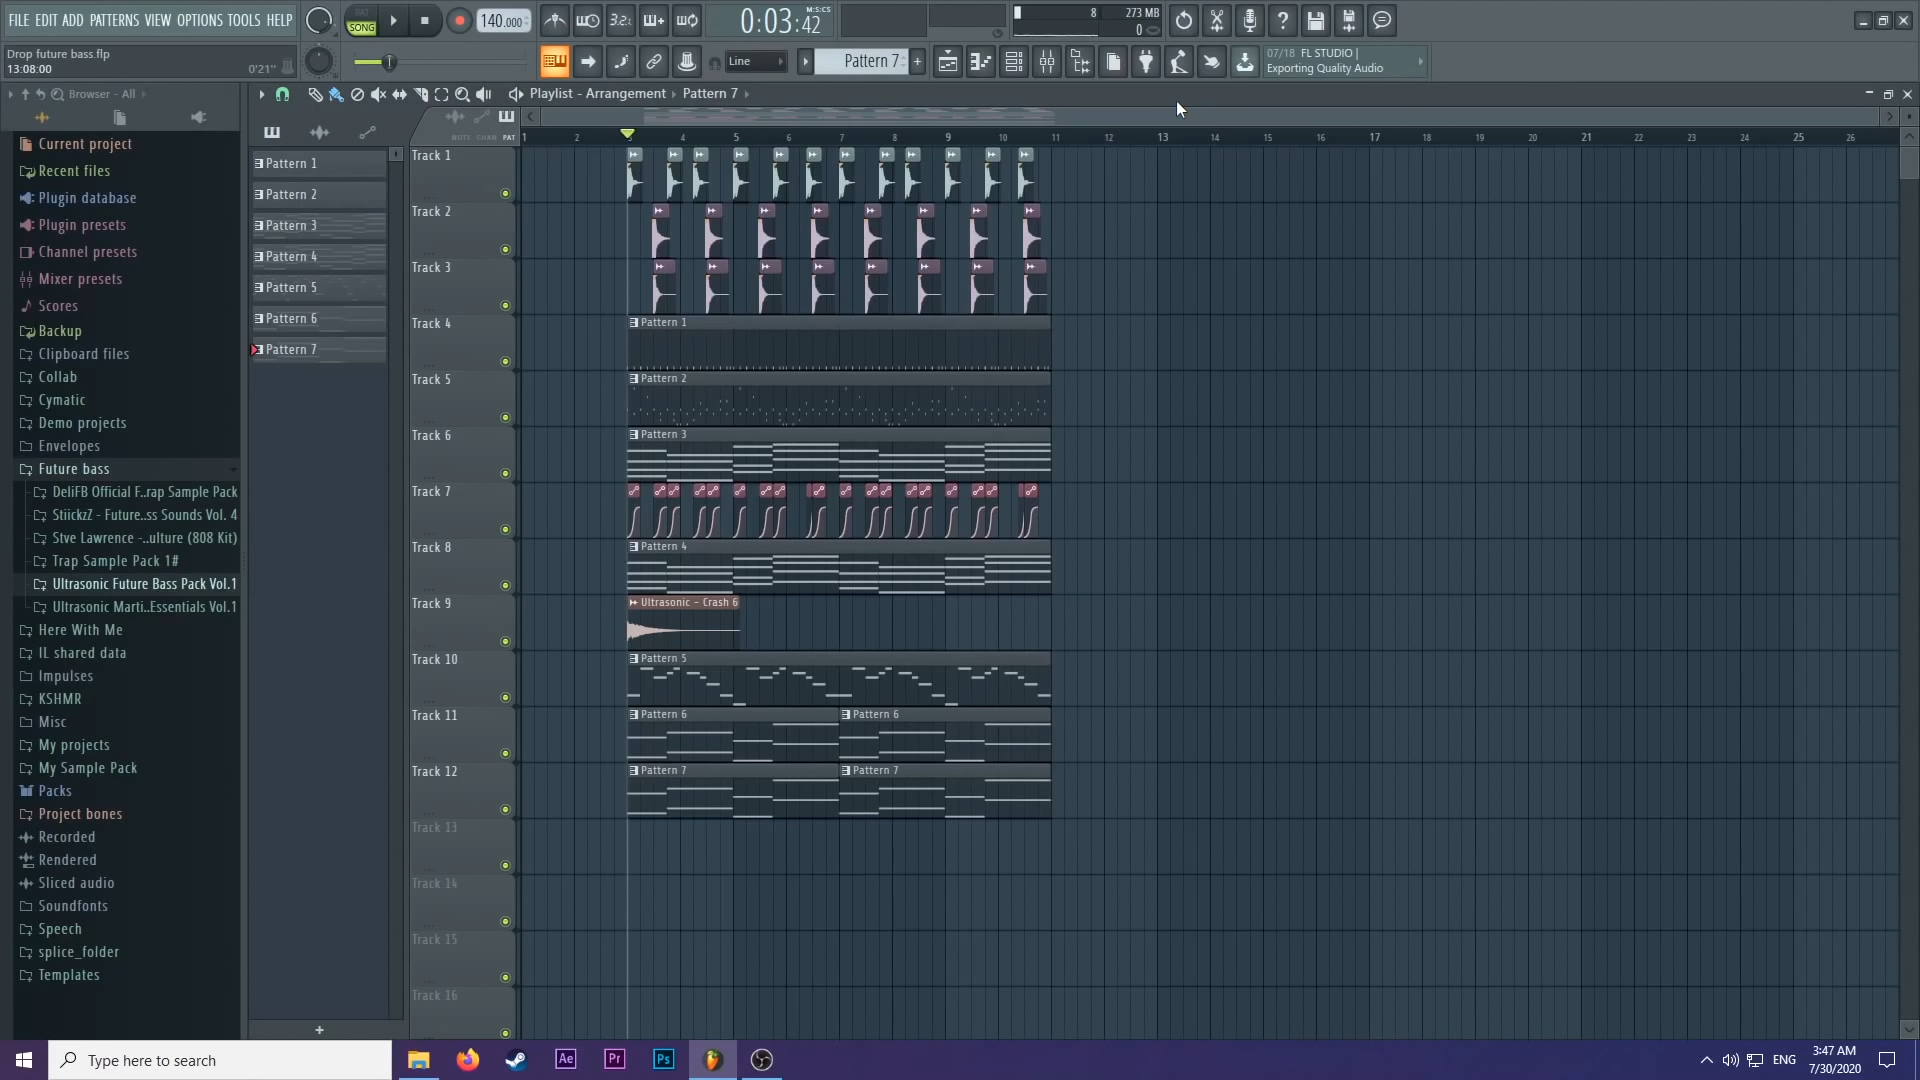 FILE EDIT ADD PATTERNS VIEW OPTIONS TOOLS HELP
PAT
SONG
140.000
3.2:
0:03:42
M:S:CS
8
273 MB
0
Drop future bass.flp
13:08:00
0'21"
Line
Pattern 7
+
07/18 FL STUDIO |
Exporting Quality Audio
Browser - All
Playlist - Arrangement
Pattern 7
NOTE CHAN PAT
1 2 3 4 5 6 7 8 9 10 11 12 13 14 15 16 17 18 19 20 21 22 23 24 25 26
Current project
Recent files
Plugin database
Plugin presets
Channel presets
Mixer presets
Scores
Backup
Clipboard files
Collab
Cymatic
Demo projects
Envelopes
Future bass
DeliFB Official F..rap Sample Pack
StiickzZ - Future..ss Sounds Vol. 4
Stve Lawrence -..ulture (808 Kit)
Trap Sample Pack 1#
Ultrasonic Future Bass Pack Vol.1
Ultrasonic Marti..Essentials Vol.1
Here With Me
IL shared data
Impulses
KSHMR
Misc
My projects
My Sample Pack
Packs
Project bones
Recorded
Rendered
Sliced audio
Soundfonts
Speech
splice_folder
Templates
Pattern 1
Pattern 2
Pattern 3
Pattern 4
Pattern 5
Pattern 6
Pattern 7
+
Track 1
Track 2
Track 3
Track 4
Pattern 1
Track 5
Pattern 2
Track 6
Pattern 3
Track 7
Track 8
Pattern 4
Track 9
Ultrasonic - Crash 6
Track 10
Pattern 5
Track 11
Pattern 6
Pattern 6
Track 12
Pattern 7
Pattern 7
Track 13
Track 14
Track 15
Track 16
Type here to search
Ae
Pr
Ps
ENG
3:47 AM
7/30/2020